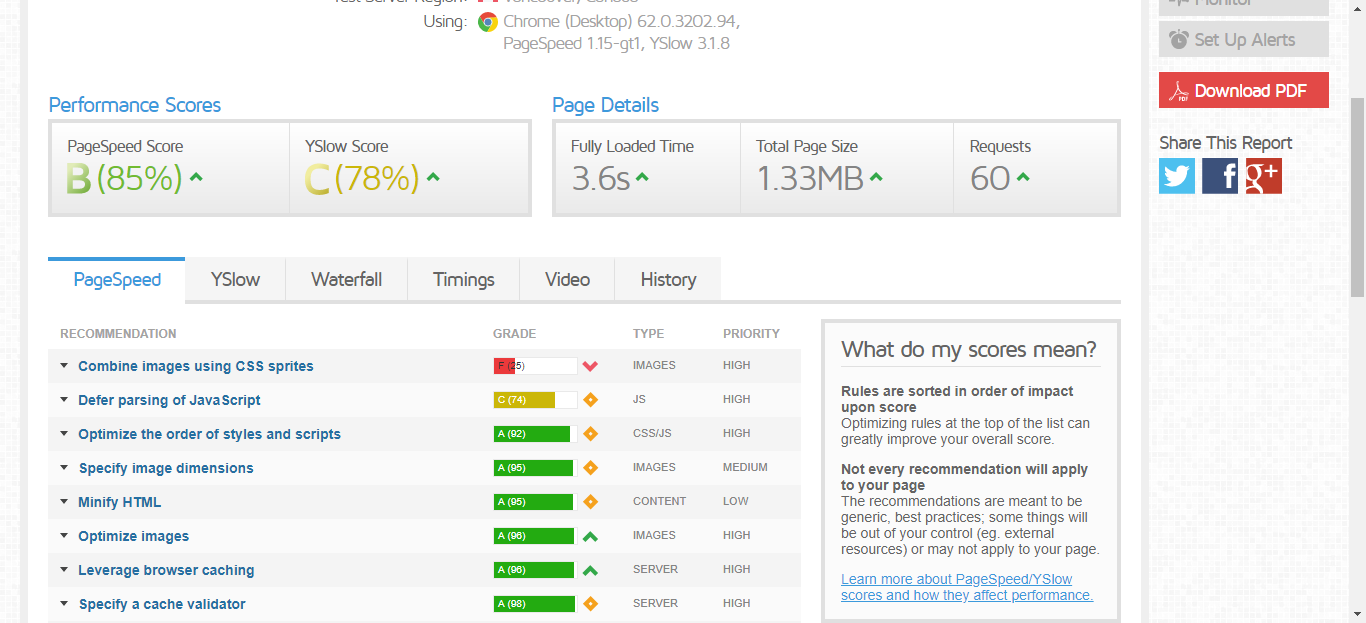 Test Server Region:
Vancouver, Canada
Using:
Chrome (Desktop) 62.0.3202.94,
PageSpeed 1.15-gt1, YSlow 3.1.8
Monitor
Set Up Alerts
Download PDF
PDF
Share This Report
f
g+
Performance Scores
PageSpeed Score
B (85%)
YSlow Score
C (78%)
Page Details
Fully Loaded Time
3.6s
Total Page Size
1.33MB
Requests
60
PageSpeed
YSlow
Waterfall
Timings
Video
History
RECOMMENDATION GRADE TYPE PRIORITY
Combine images using CSS sprites F (25) IMAGES HIGH
Defer parsing of JavaScript C (74) JS HIGH
Optimize the order of styles and scripts A (92) CSS/JS HIGH
Specify image dimensions A (95) IMAGES MEDIUM
Minify HTML A (95) CONTENT LOW
Optimize images A (96) IMAGES HIGH
Leverage browser caching A (96) SERVER HIGH
Specify a cache validator A (98) SERVER HIGH
What do my scores mean?
Rules are sorted in order of impact
upon score
Optimizing rules at the top of the list can
greatly improve your overall score.
Not every recommendation will apply
to your page
The recommendations are meant to be
generic, best practices; some things will
be out of your control (eg. external
resources) or may not apply to your page.
Learn more about PageSpeed/YSlow
scores and how they affect performance.